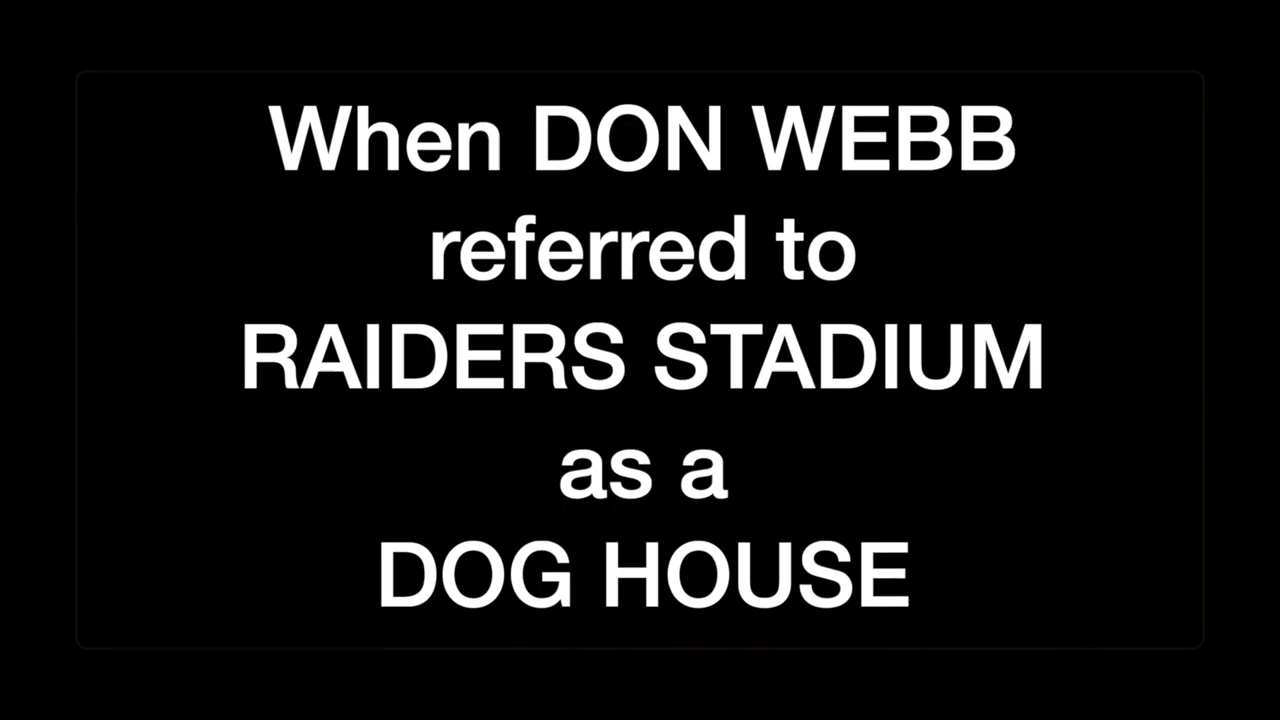 When DON WEBB
referred to
RAIDERS STADIUM
as a
DOG HOUSE